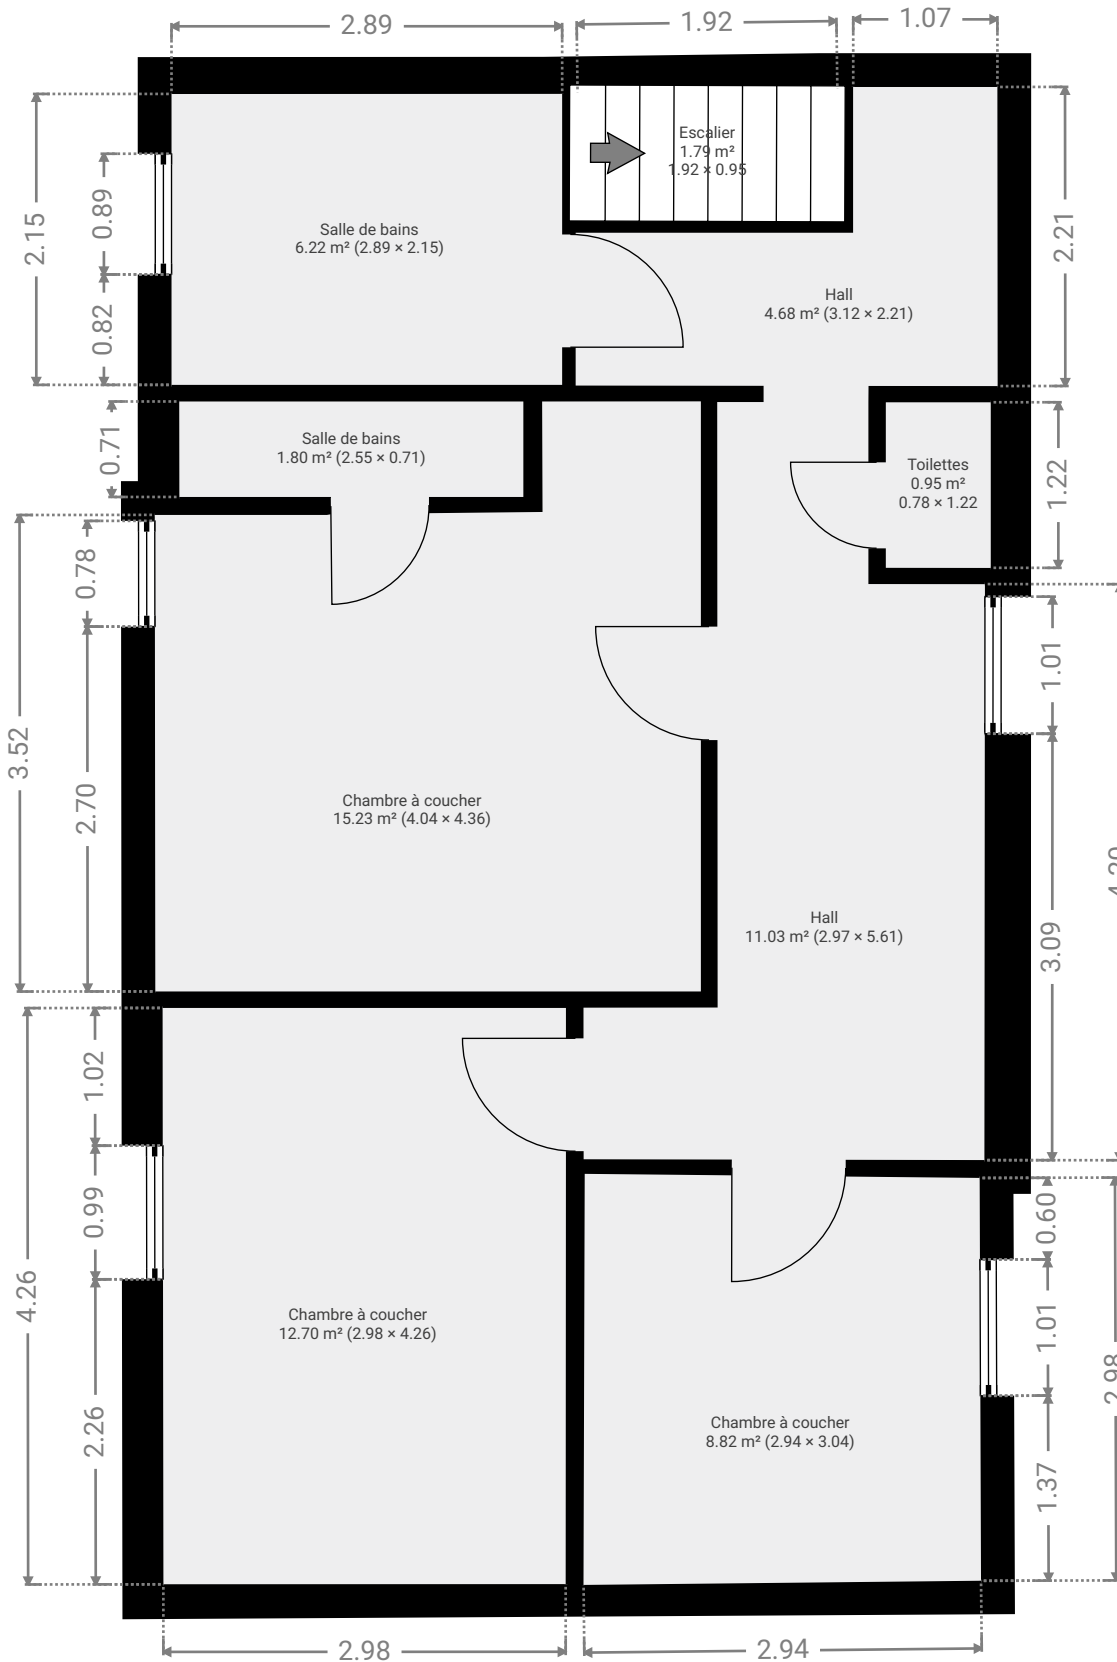 2.89
1.92
1.07
Escalier
1.79 m²
1.92 × 0.95
2.15
0.89
0.82
Salle de bains
6.22 m² (2.89 × 2.15)
2.21
Hall
4.68 m² (3.12 × 2.21)
0.71
Salle de bains
1.80 m² (2.55 × 0.71)
Toilettes
0.95 m²
0.78 × 1.22
1.22
0.78
1.01
3.52
2.70
Chambre à coucher
15.23 m² (4.04 × 4.36)
Hall
11.03 m² (2.97 × 5.61)
3.09
1.02
0.99
0.60
4.26
Chambre à coucher
12.70 m² (2.98 × 4.26)
1.01
2.98
2.26
Chambre à coucher
8.82 m² (2.94 × 3.04)
1.37
2.98
2.94